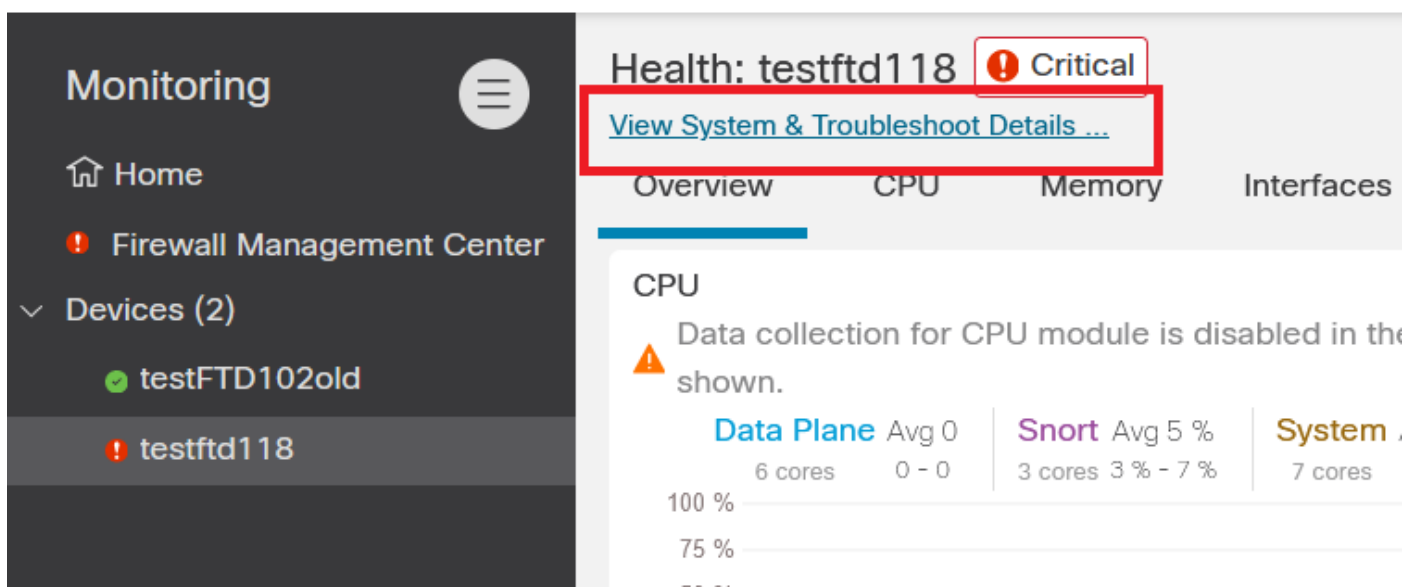 Monitoring
Home
Firewall Management Center
Devices (2)
testFTD102old
testftd118
Health: testftd118
Critical
View System & Troubleshoot Details ...
Overview CPU Memory Interfaces
CPU
Data collection for CPU module is disabled in the
shown.
Data Plane Avg 0 Snort Avg 5 % System
6 cores 0 - 0 3 cores 3 % - 7 % 7 cores
100 %
75 %